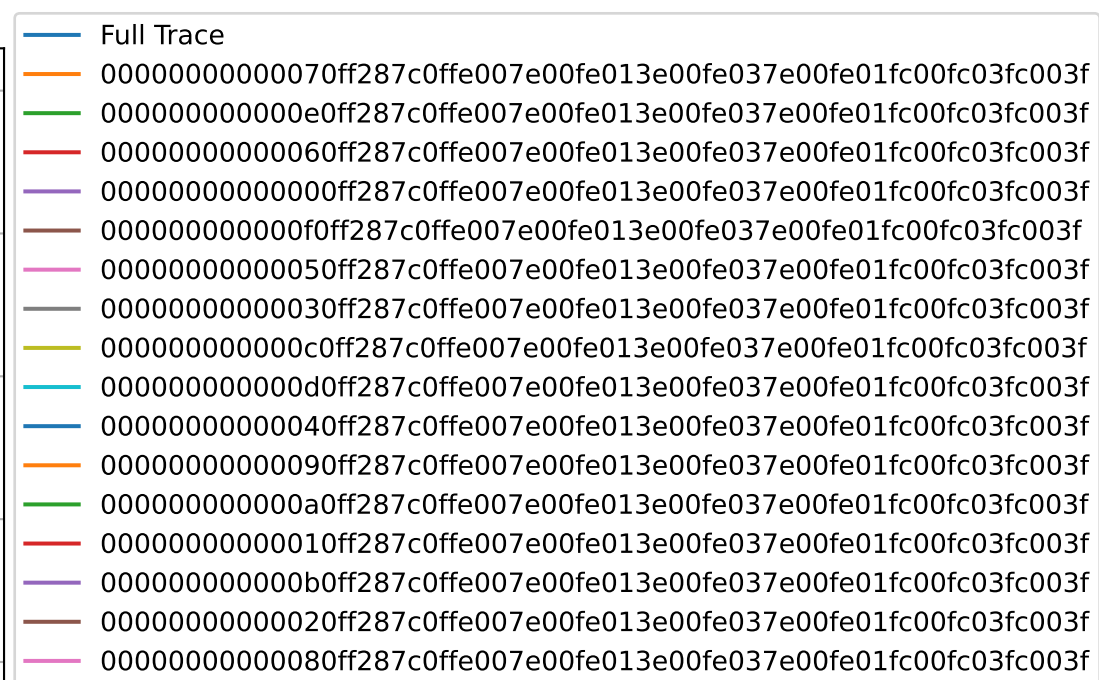 Full Trace
00000000000070ff287c0ffe007e00fe013e00fe037e00fe01fc00fc03fc003f
000000000000e0ff287c0ffe007e00fe013e00fe037e00fe01fc00fc03fc003f
00000000000060ff287c0ffe007e00fe013e00fe037e00fe01fc00fc03fc003f
00000000000000ff287c0ffe007e00fe013e00fe037e00fe01fc00fc03fc003f
000000000000f0ff287c0ffe007e00fe013e00fe037e00fe01fc00fc03fc003f
00000000000050ff287c0ffe007e00fe013e00fe037e00fe01fc00fc03fc003f
00000000000030ff287c0ffe007e00fe013e00fe037e00fe01fc00fc03fc003f
000000000000c0ff287c0ffe007e00fe013e00fe037e00fe01fc00fc03fc003f
000000000000d0ff287c0ffe007e00fe013e00fe037e00fe01fc00fc03fc003f
00000000000040ff287c0ffe007e00fe013e00fe037e00fe01fc00fc03fc003f
00000000000090ff287c0ffe007e00fe013e00fe037e00fe01fc00fc03fc003f
000000000000a0ff287c0ffe007e00fe013e00fe037e00fe01fc00fc03fc003f
00000000000010ff287c0ffe007e00fe013e00fe037e00fe01fc00fc03fc003f
000000000000b0ff287c0ffe007e00fe013e00fe037e00fe01fc00fc03fc003f
00000000000020ff287c0ffe007e00fe013e00fe037e00fe01fc00fc03fc003f
00000000000080ff287c0ffe007e00fe013e00fe037e00fe01fc00fc03fc003f